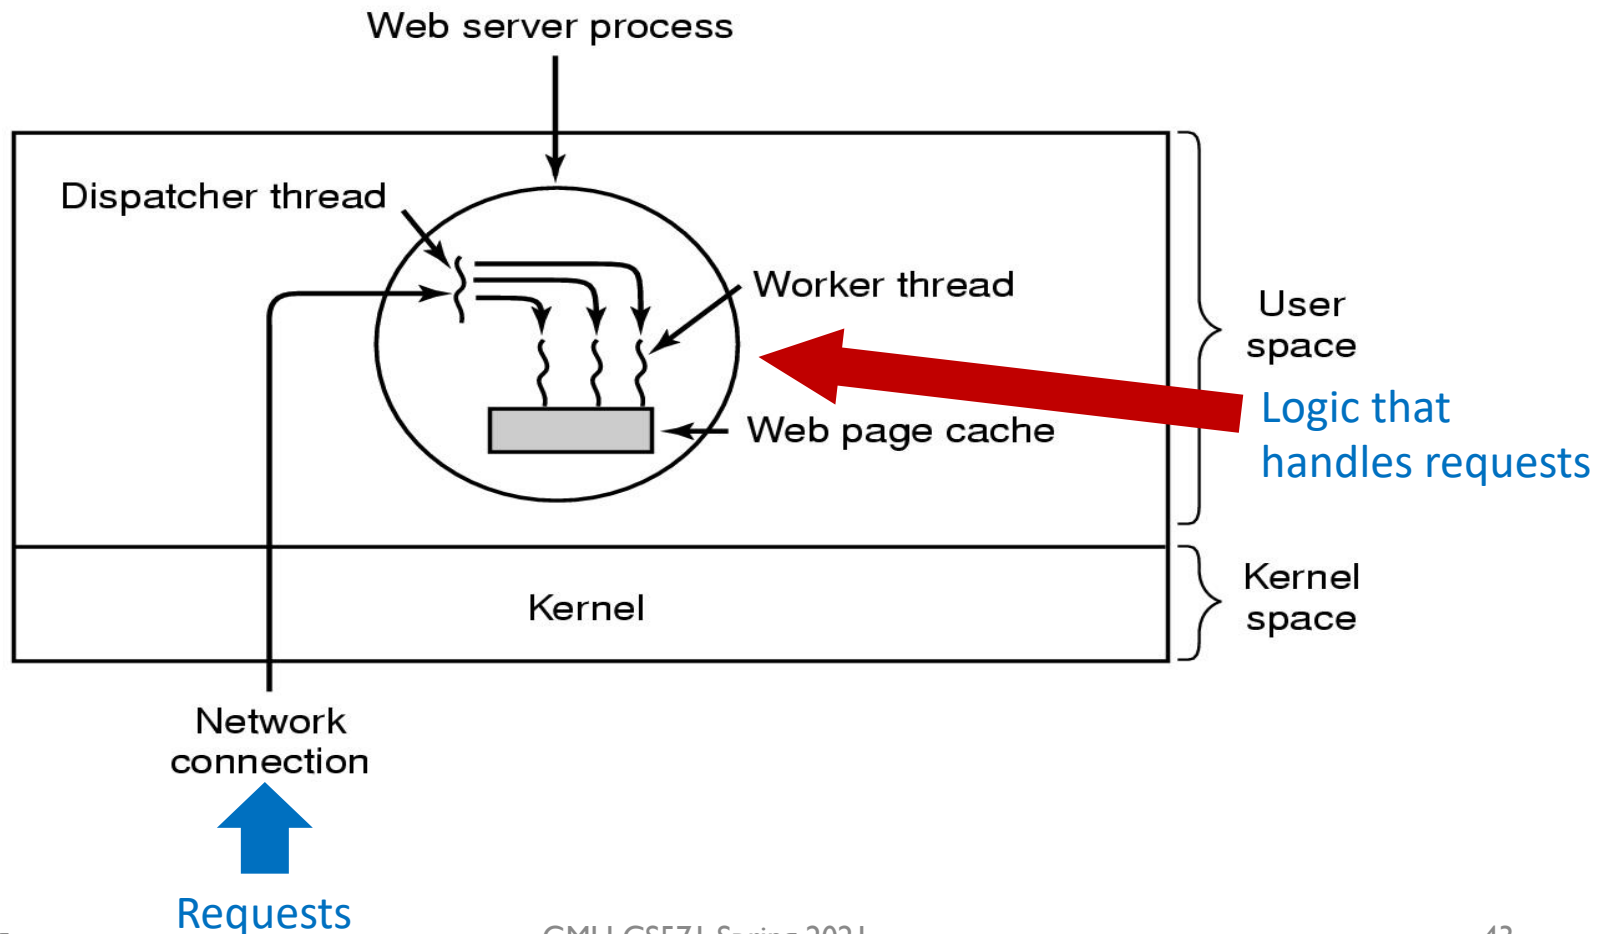 Web server process
Dispatcher thread
Worker thread
User
space
Logic that
handles requests
Web page cache
Kernel
Kernel
space
Network
connection
Requests